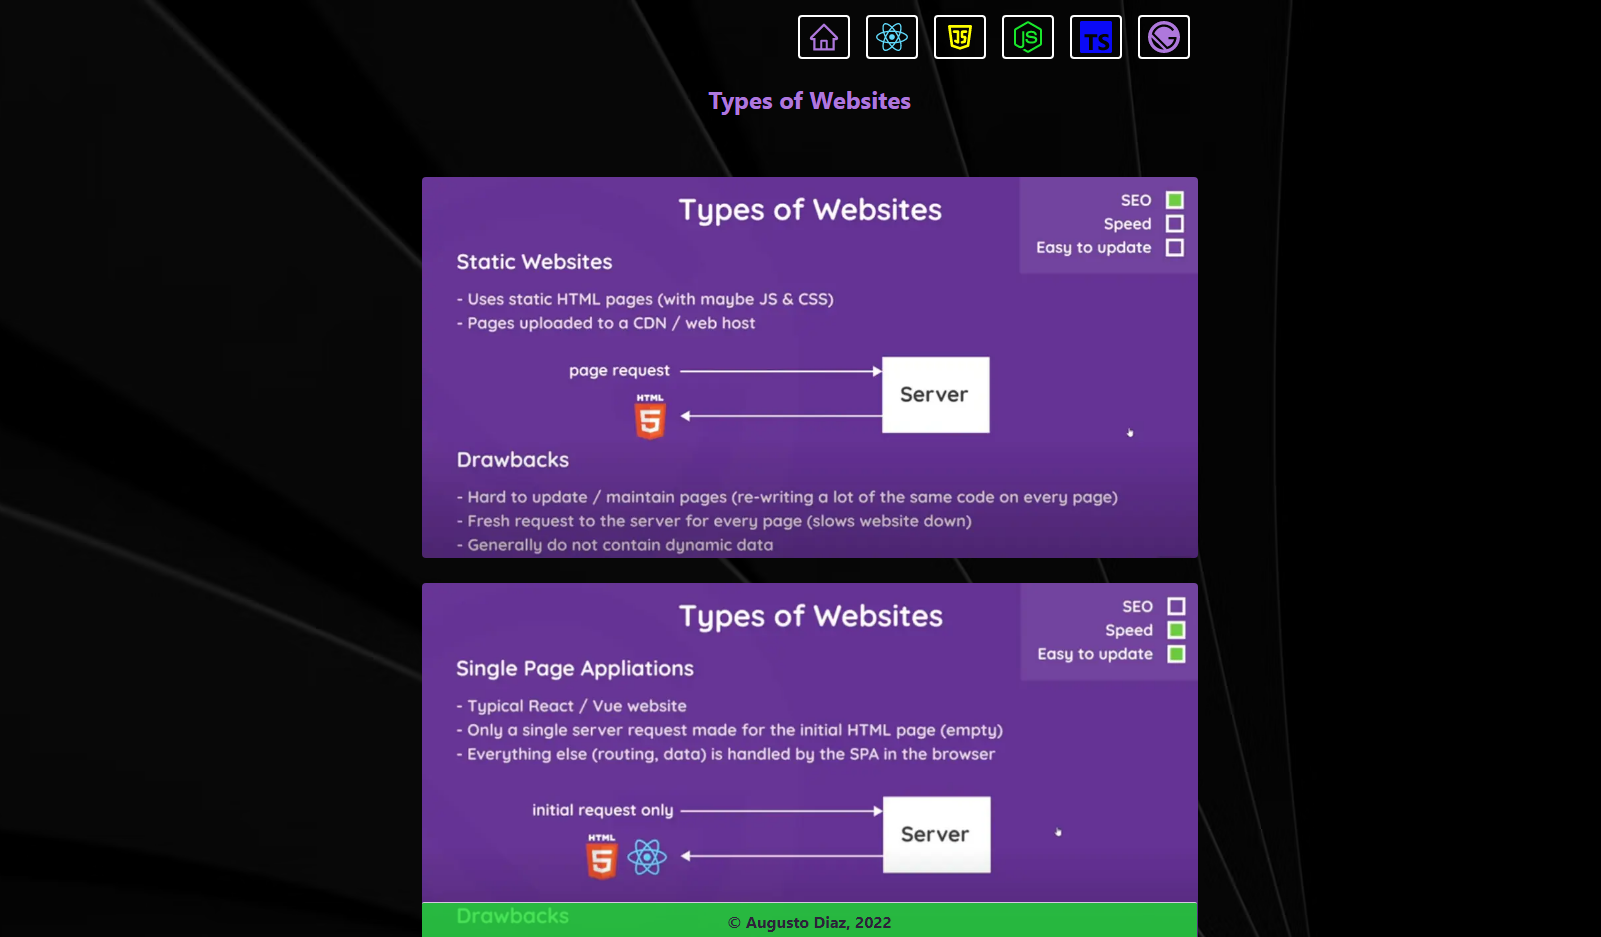 JS
JS
TS
Types of Websites
Types of Websites
SEO
Speed
Easy to update
Static Websites
- Uses static HTML pages (with maybe JS & CSS)
- Pages uploaded to a CDN / web host
page request
Server
HTML
5
Drawbacks
- Hard to update / maintain pages (re-writing a lot of the same code on every page)
- Fresh request to the server for every page (slows website down)
- Generally do not contain dynamic data
Types of Websites
SEO
Speed
Easy to update
Single Page Appliations
- Typical React / Vue website
- Only a single server request made for the initial HTML page (empty)
- Everything else (routing, data) is handled by the SPA in the browser
initial request only
Server
HTML
5
Drawbacks
© Augusto Diaz, 2022